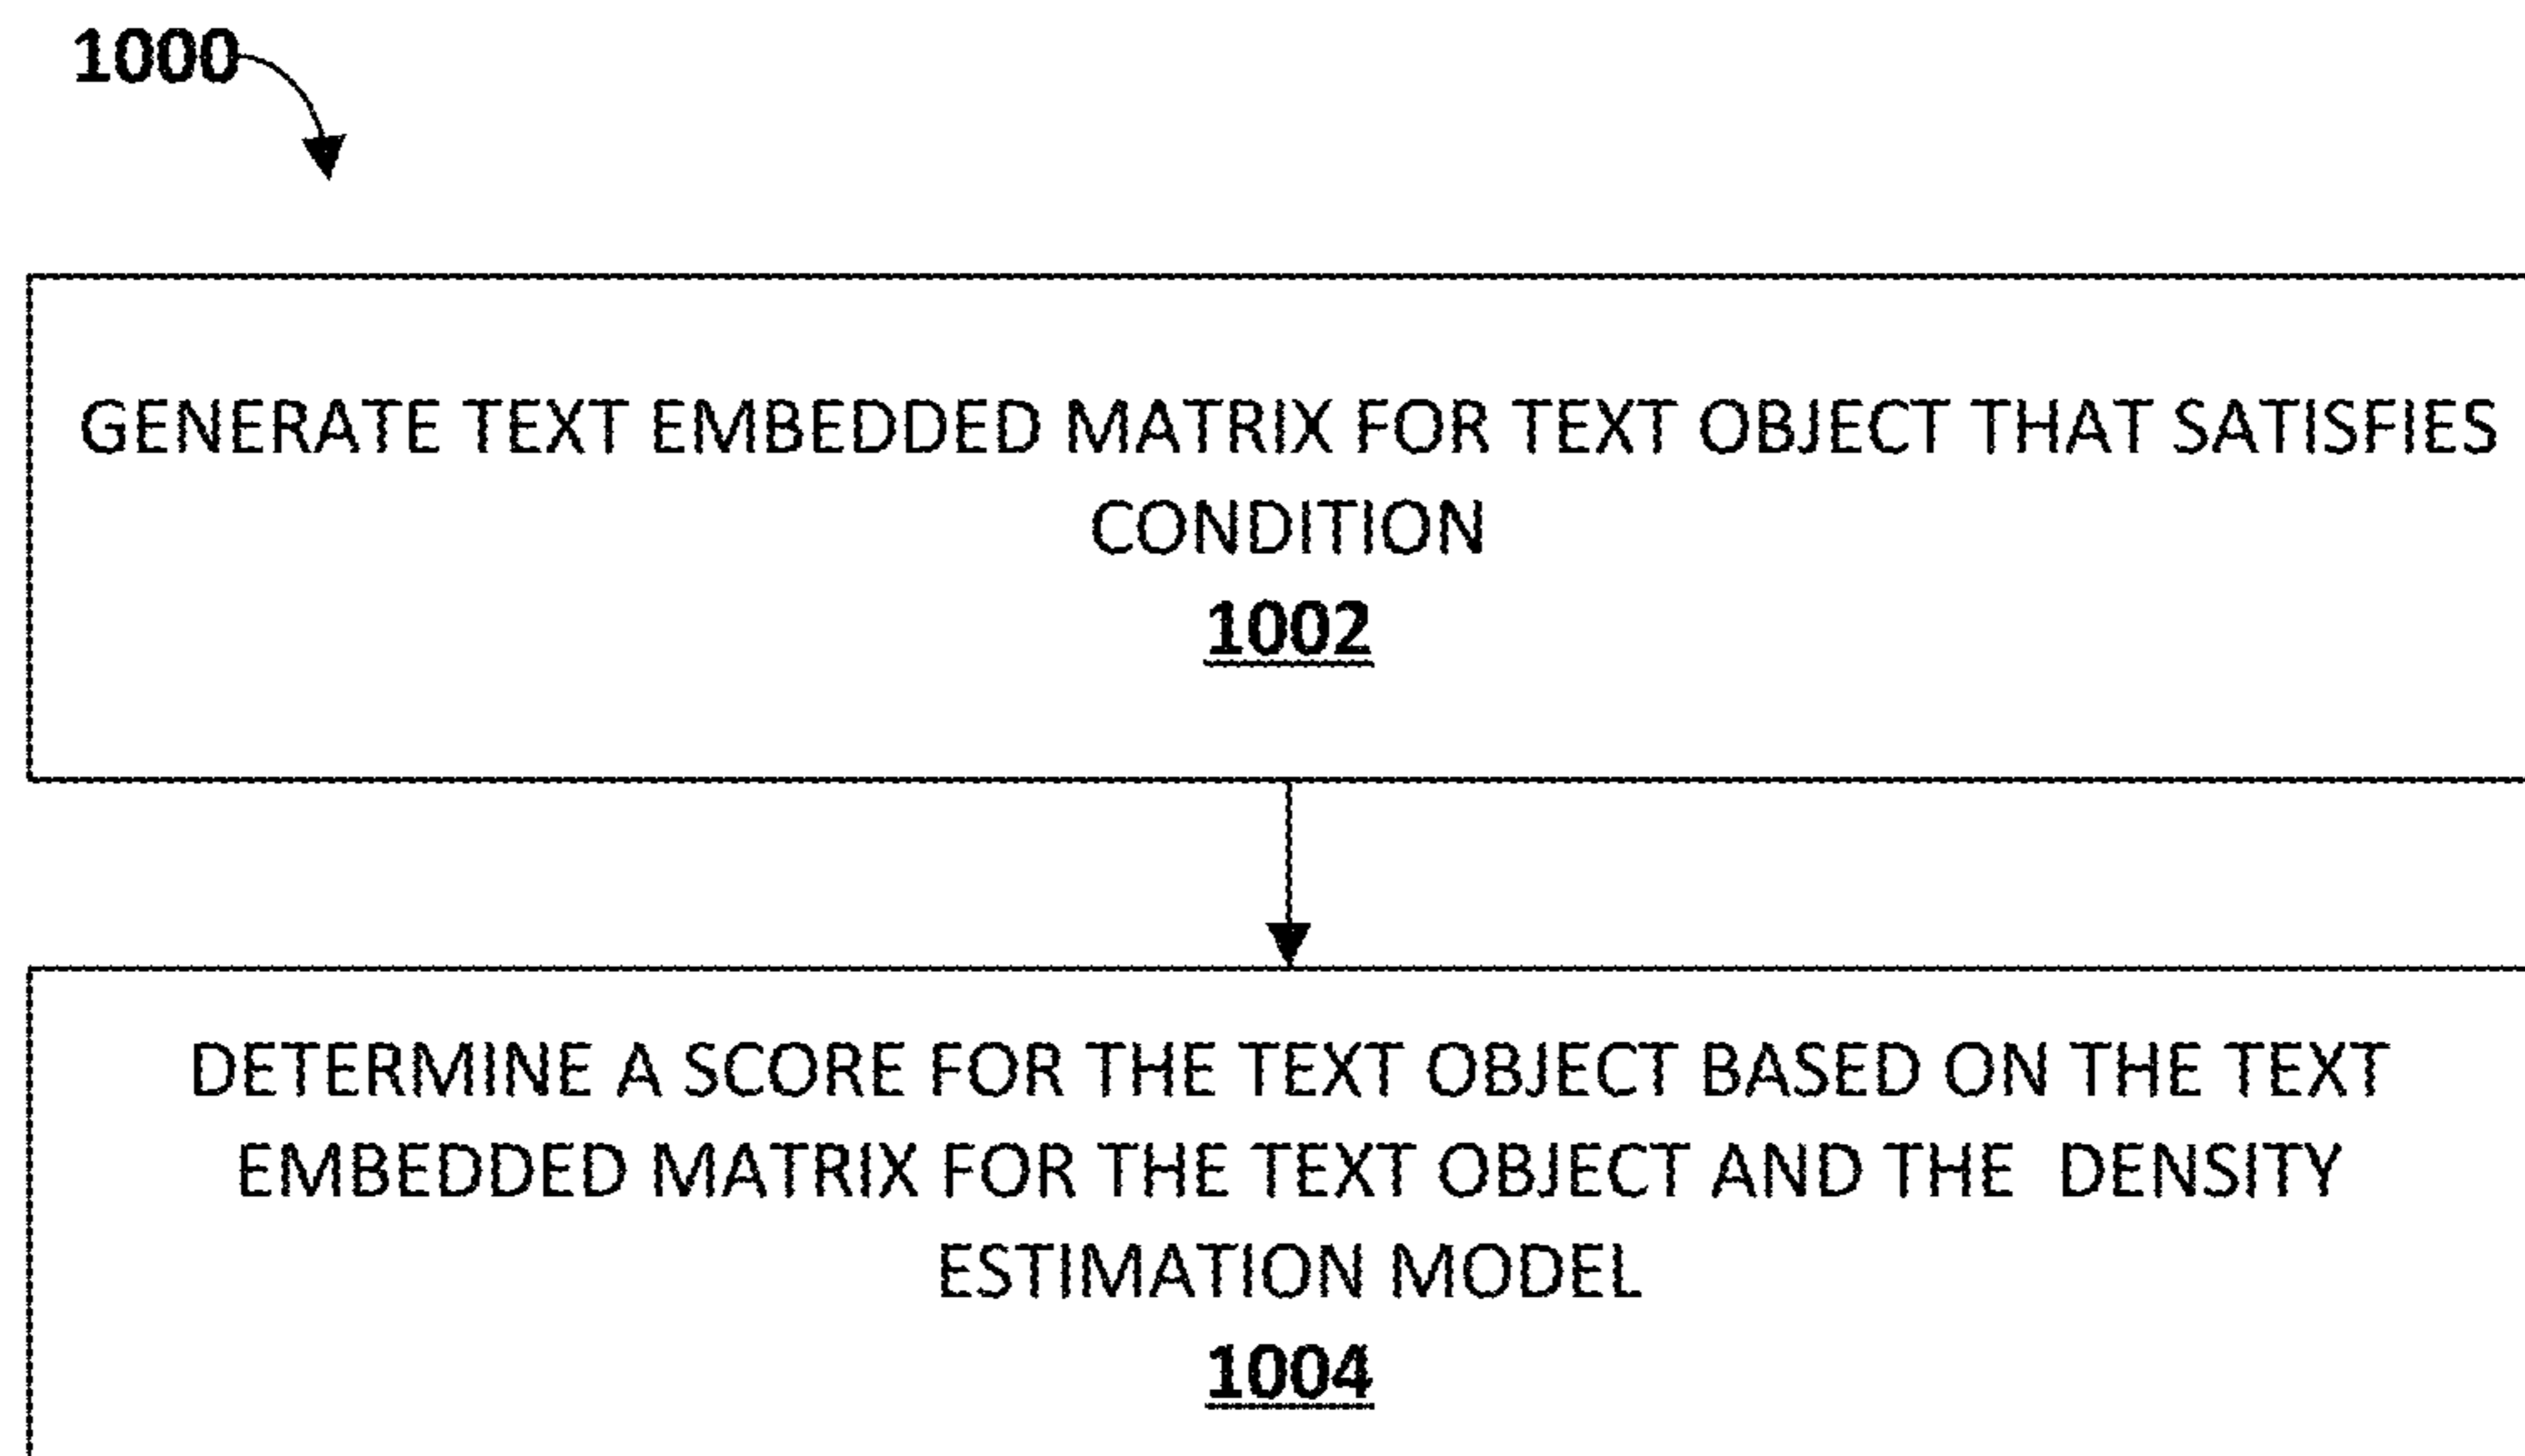 1000
GENERATE TEXT EMBEDDED MATRIX FOR TEXT OBJECT THAT SATISFIES
CONDITION
1002
DETERMINE A SCORE FOR THE TEXT OBJECT BASED ON THE TEXT
EMBEDDED MATRIX FOR THE TEXT OBJECT AND THE  DENSITY
ESTIMATION MODEL
1004